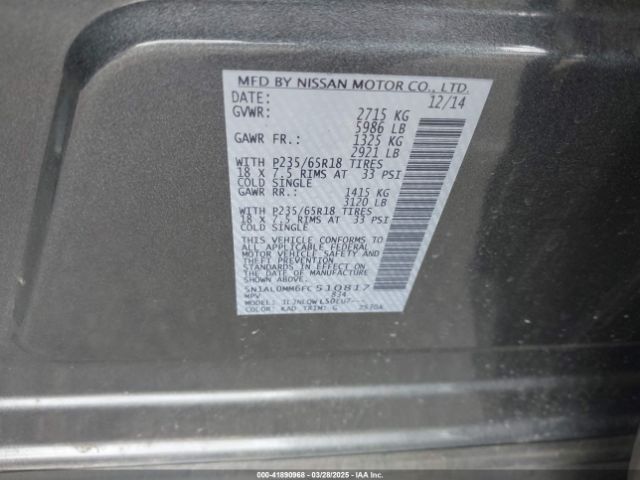 MFD BY NISSAN MOTOR CO., LTD.
DATE: 12/14
GVWR: 2715 KG
5986 LB
GAWR FR.: 1325 KG
2921 LB
WITH P235/65R18 TIRES
18 X 7.5 RIMS AT 33 PSI
COLD SINGLE
GAWR RR.: 1415 KG
3120 LB
WITH P235/65R18 TIRES
18 X 7.5 RIMS AT 33 PSI
COLD SINGLE
THIS VEHICLE CONFORMS TO
ALL APPLICABLE FEDERAL
MOTOR VEHICLE SAFETY AND
THEFT PREVENTION
STANDARDS IN EFFECT ON
THE DATE OF MANUFACTURE
SHOWN ABOVE.
5N1AL0MM6FC510817
MPV 834
MODEL:
COLOR: KAD TRIM: G
000-41890968 | 03/28/2025 | IAA Inc.